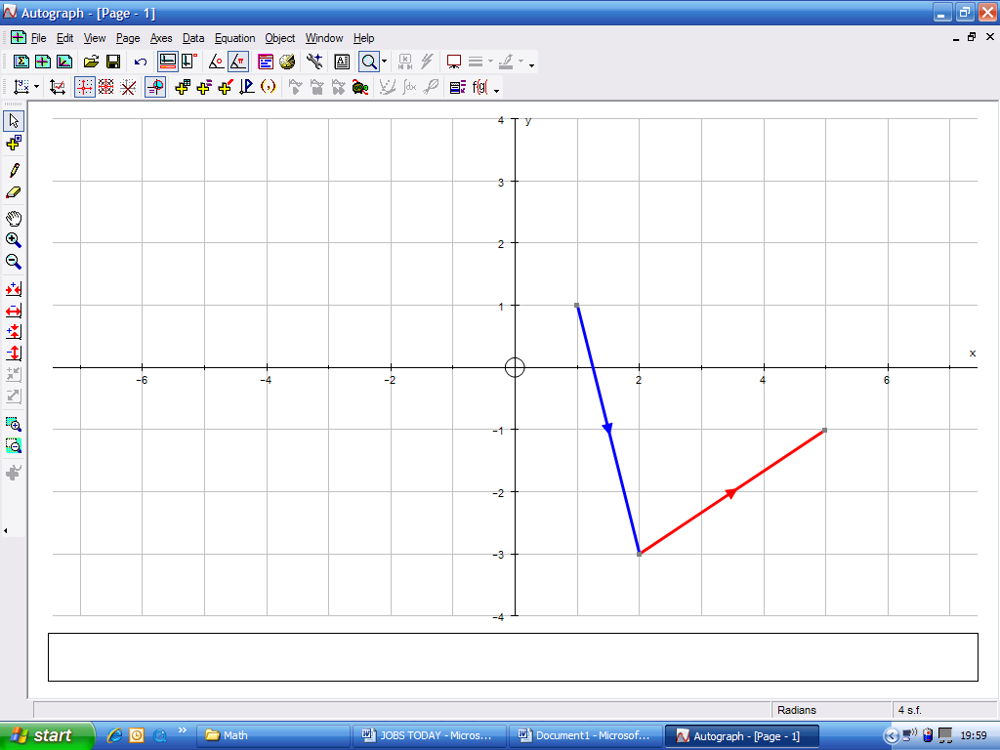 Autograph - [Page - 1]
File Edit View Page Axes Data Equation Object Window Help
f(g(
4 y
3
2
1
x
−6 −4 −2 2 4 6
−1
−2
−3
−4
Radians 4 s.f.
start Math JOBS TODAY - Micros... Document1 - Microsof... Autograph - [Page - 1] 19:59